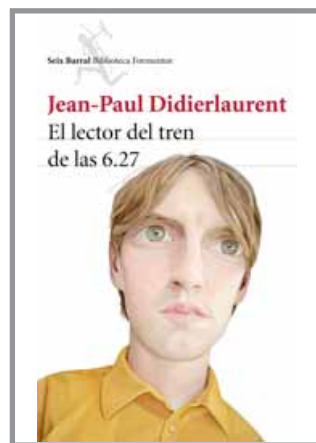 Seix Barral Biblioteca Formentor
Jean-Paul Didierlaurent
El lector del tren
de las 6.27